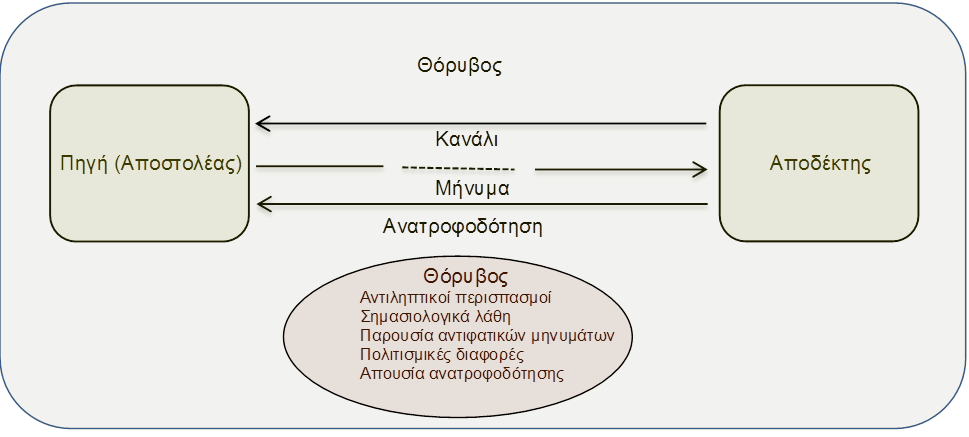 Θόρυβος
Κανάλι
Πηγή (Αποστολέας)
Αποδέκτης
Μήνυμα
Ανατροφοδότηση
Θόρυβος
Αντιληπτικοί περισπασμοί
Σημασιολογικά λάθη
Παρουσία αντιφατικών μηνυμάτων
Πολιτισμικές διαφορές
Απουσία ανατροφοδότησης